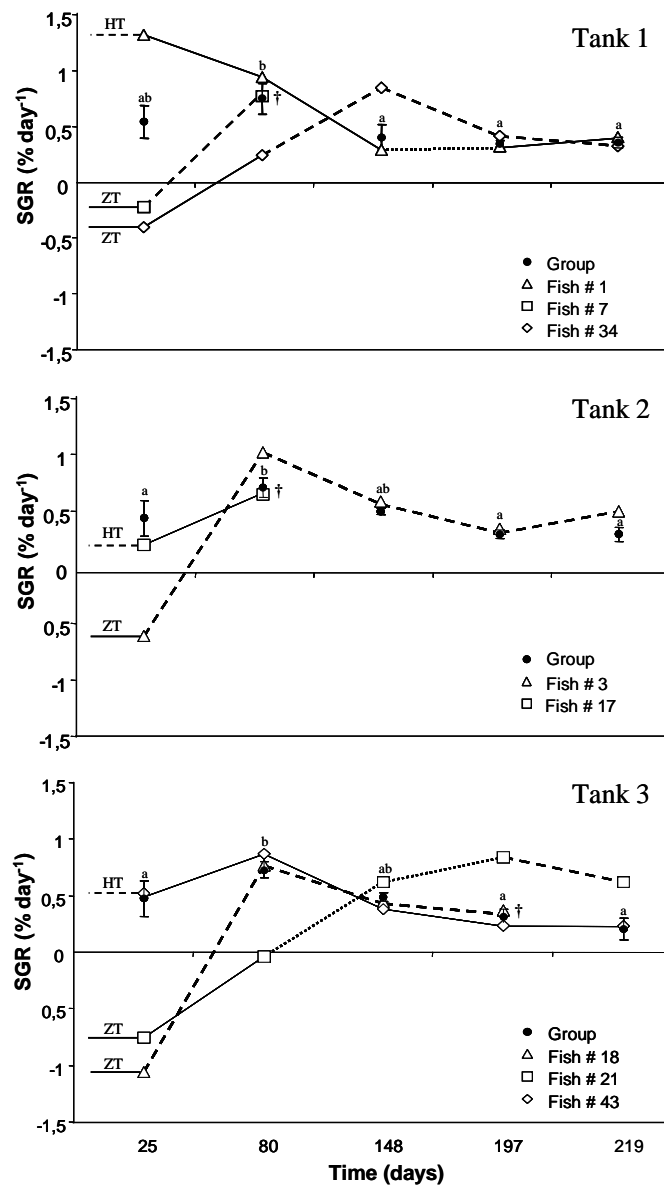 Tank 1
SGR (% day-1)
1,5
1
0,5
0
-0,5
-1
-1,5
HT
ZT
ZT
ab
b
†
a
a
a
Group
Fish # 1
Fish # 7
Fish # 34
Tank 2
SGR (% day-1)
1,5
1
0,5
0
0,5
-1
-1,5
HT
ZT
a
b
†
ab
a
a
Group
Fish # 3
Fish # 17
Tank 3
SGR (% day-1)
1,5
1
0,5
0
0,5
-1
-1,5
HT
ZT
ZT
a
b
ab
a
†
a
Group
Fish # 18
Fish # 21
Fish # 43
25 80 148 197 219
Time (days)